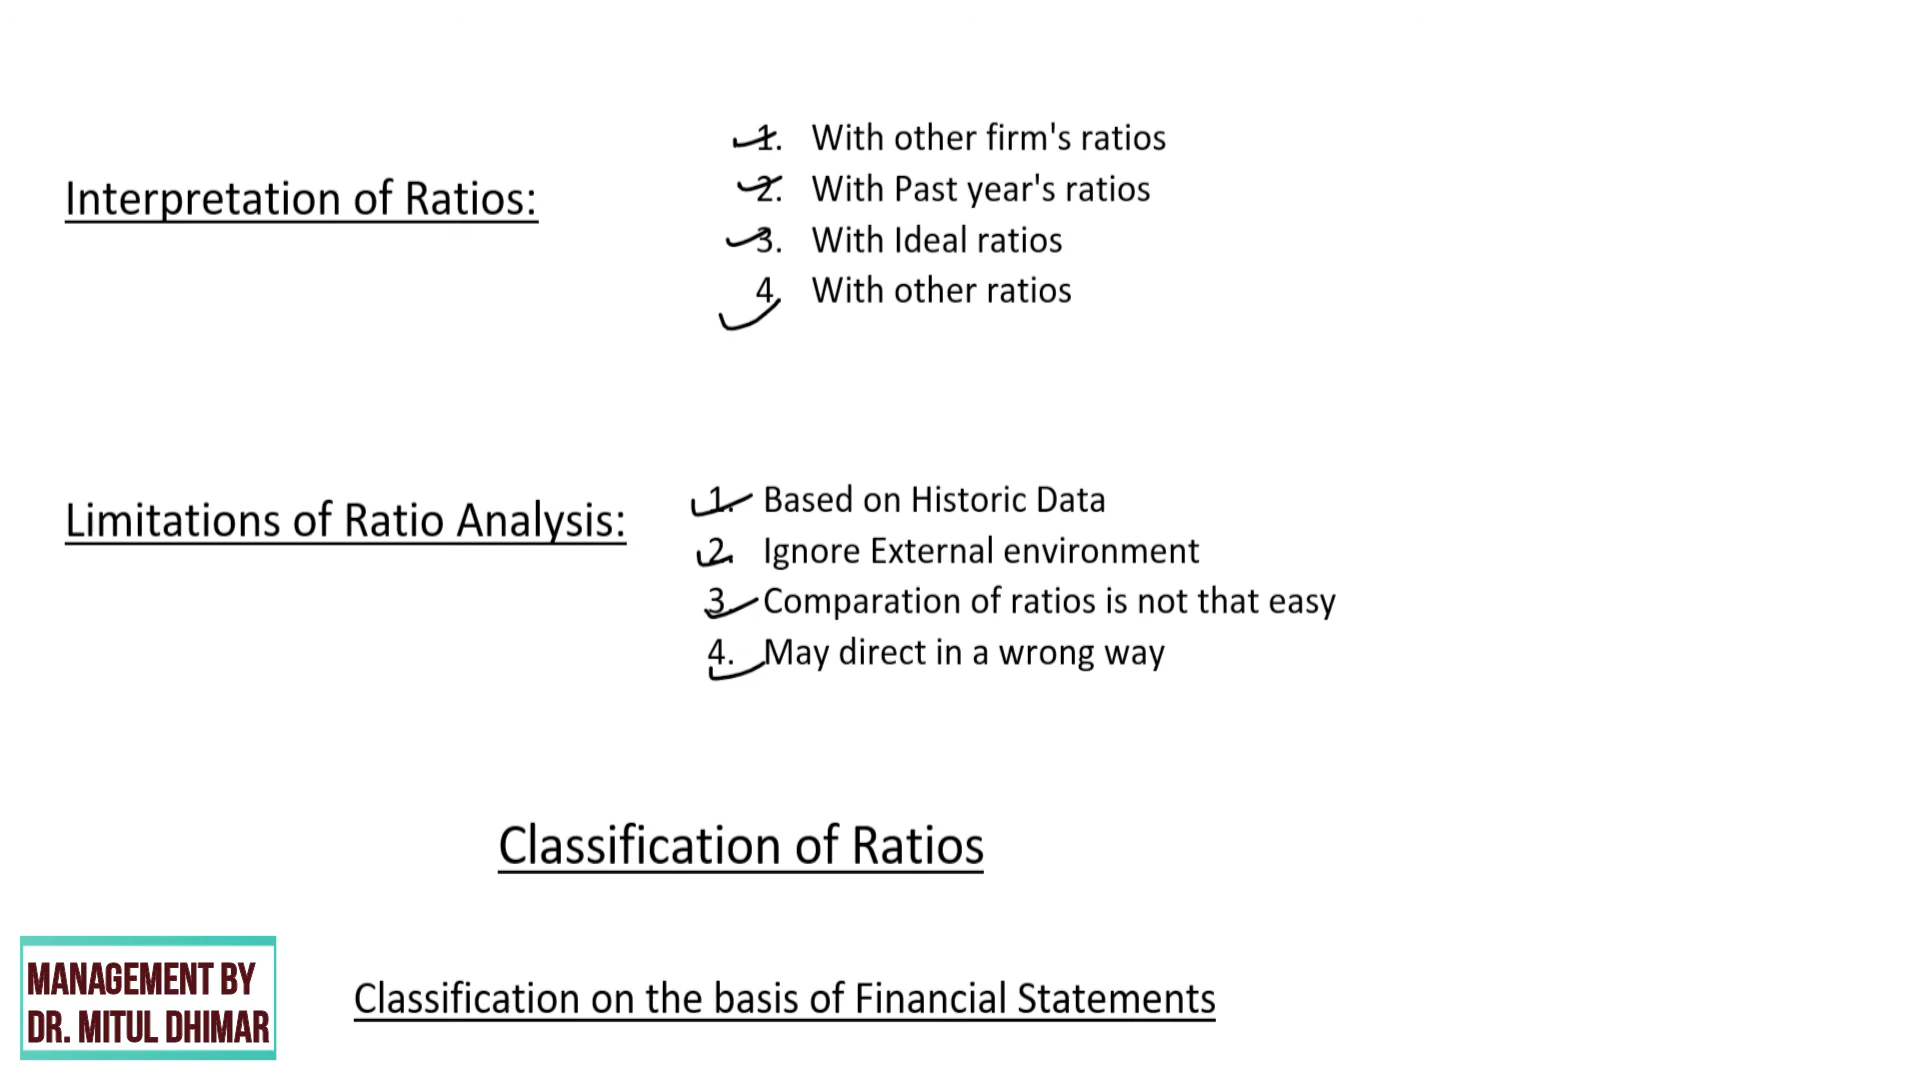 Interpretation of Ratios:
1. With other firm's ratios
2. With Past year's ratios
3. With Ideal ratios
4. With other ratios
Limitations of Ratio Analysis:
1. Based on Historic Data
2. Ignore External environment
3. Comparation of ratios is not that easy
4. May direct in a wrong way
Classification of Ratios
Classification on the basis of Financial Statements
MANAGEMENT BY
DR. MITUL DHIMAR